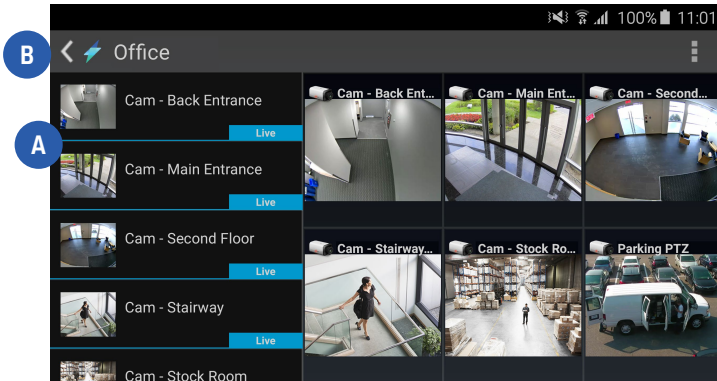 100% 11:01
B
Office
Cam - Back Entrance
Live
A
Cam - Main Entrance
Live
Cam - Second Floor
Live
Cam - Stairway
Live
Cam - Stock Room
Cam - Back Ent...
Cam - Main Ent...
Cam - Second...
Cam - Stairway...
Cam - Stock Ro...
Parking PTZ